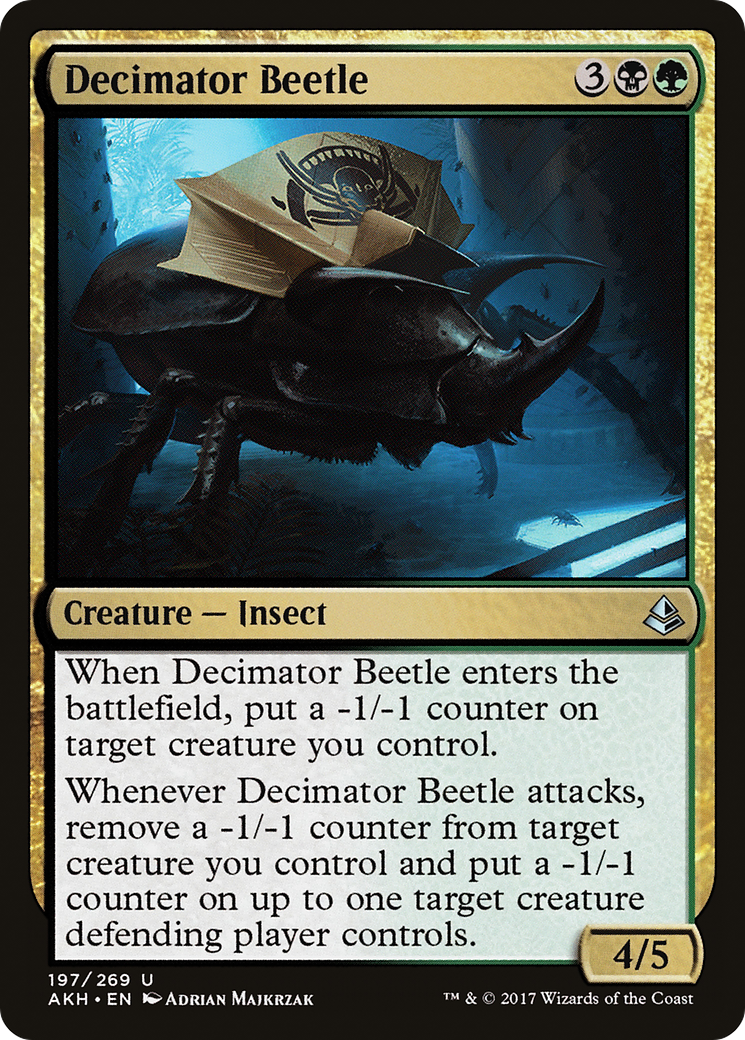 Decimator Beetle 3
Creature — Insect
When Decimator Beetle enters the
battlefield, put a -1/-1 counter on
target creature you control.
Whenever Decimator Beetle attacks,
remove a -1/-1 counter from target
creature you control and put a -1/-1
counter on up to one target creature
defending player controls.
4/5
197/269 U
AKH • EN Adrian Majkrzak
™ & © 2017 Wizards of the Coast